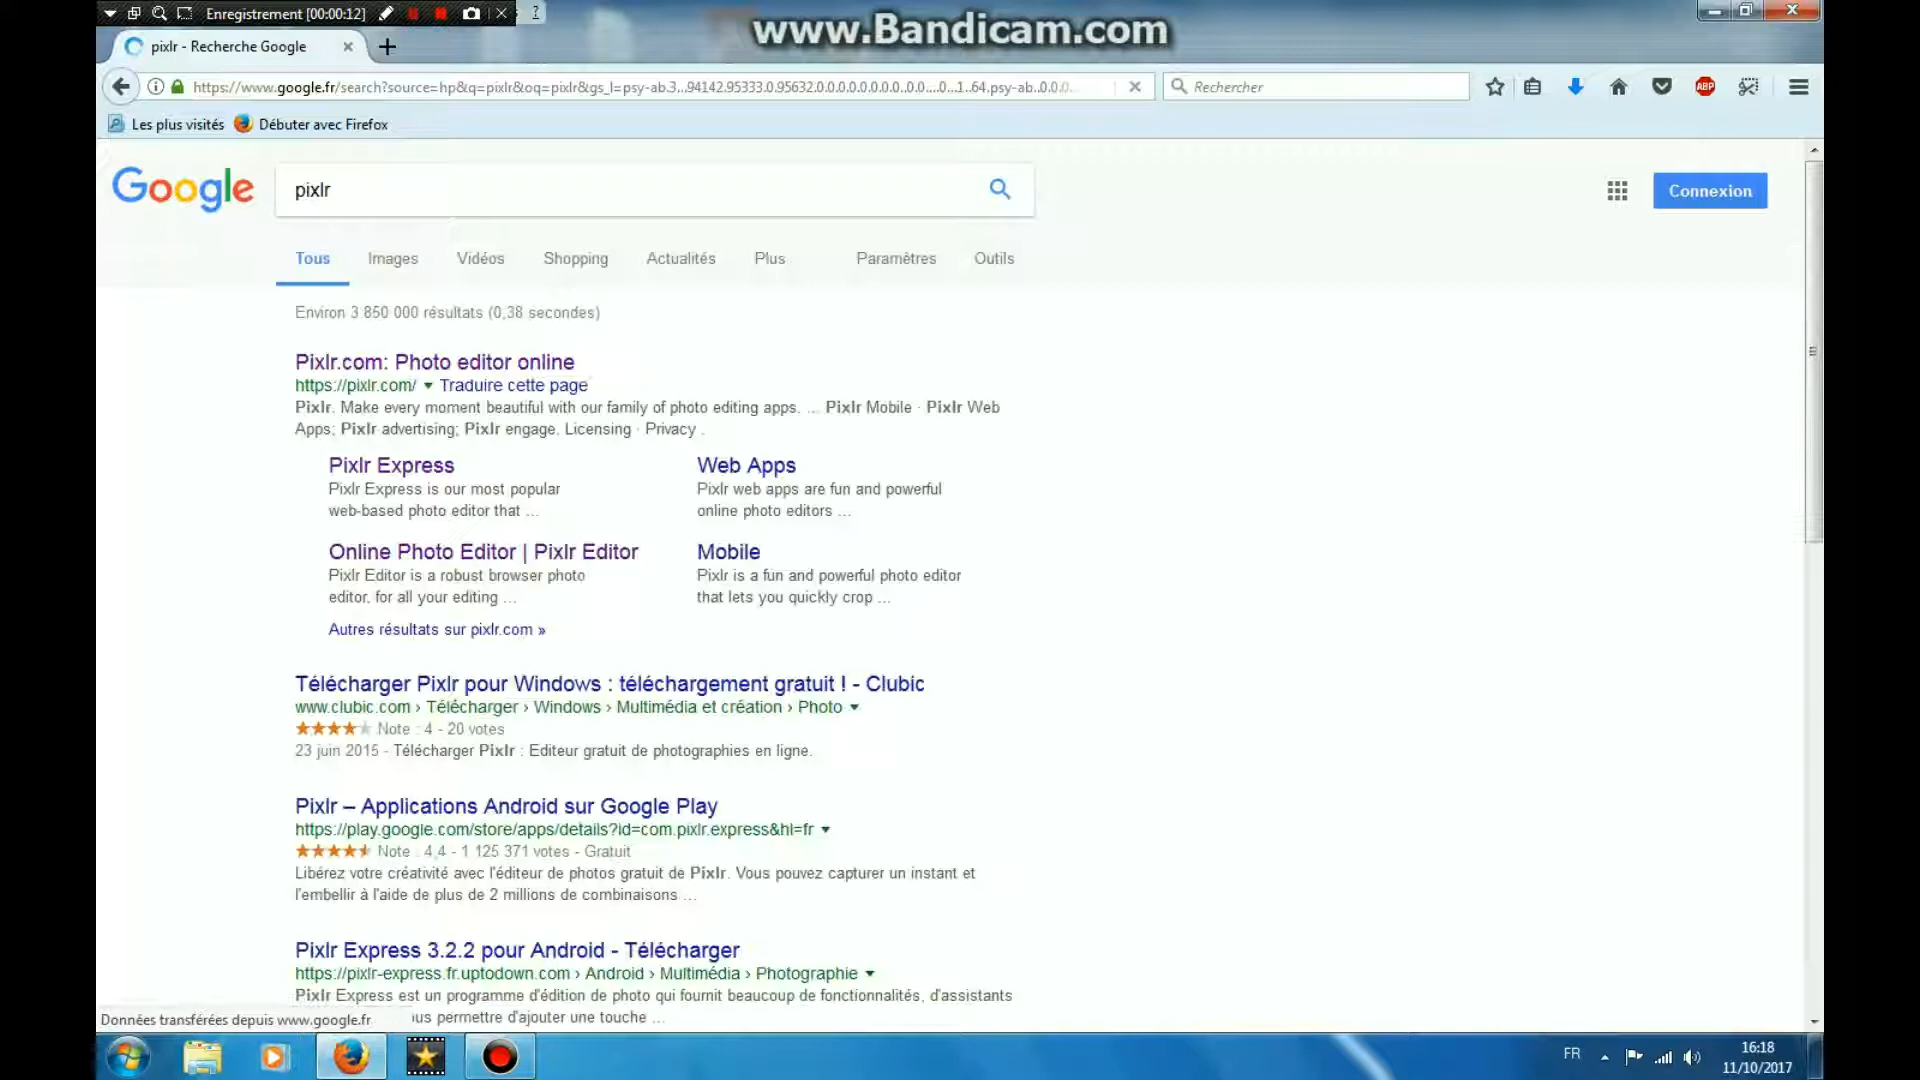 Enregistrement [00:00:12]
?
www.Bandicam.com
pixlr - Recherche Google
https://www.google.fr/search?source=hp&q=pixlr&oq=pixlr&gs_l=psy-ab.3...94142.95333.0.95632.0.0.0.0.0.0.0.0..0.0....0...1..64.psy-ab..0.0.0...
Rechercher
ABP
Les plus visités
Débuter avec Firefox
Google
pixlr
Connexion
Tous
Images
Vidéos
Shopping
Actualités
Plus
Paramètres
Outils
Environ 3 850 000 résultats (0,38 secondes)
Pixlr.com: Photo editor online
https://pixlr.com/ Traduire cette page
Pixlr. Make every moment beautiful with our family of photo editing apps. ... Pixlr Mobile · Pixlr Web
Apps; Pixlr advertising; Pixlr engage. Licensing · Privacy .
Pixlr Express
Pixlr Express is our most popular
web-based photo editor that ...
Web Apps
Pixlr web apps are fun and powerful
online photo editors ...
Online Photo Editor | Pixlr Editor
Pixlr Editor is a robust browser photo
editor, for all your editing ...
Mobile
Pixlr is a fun and powerful photo editor
that lets you quickly crop ...
Autres résultats sur pixlr.com »
Télécharger Pixlr pour Windows : téléchargement gratuit ! - Clubic
www.clubic.com › Télécharger › Windows › Multimédia et création › Photo
Note : 4 - 20 votes
23 juin 2015 - Télécharger Pixlr : Editeur gratuit de photographies en ligne.
Pixlr – Applications Android sur Google Play
https://play.google.com/store/apps/details?id=com.pixlr.express&hl=fr
Note : 4,4 - 1 125 371 votes - Gratuit
Libérez votre créativité avec l'éditeur de photos gratuit de Pixlr. Vous pouvez capturer un instant et
l'embellir à l'aide de plus de 2 millions de combinaisons ...
Pixlr Express 3.2.2 pour Android - Télécharger
https://pixlr-express.fr.uptodown.com › Android › Multimédia › Photographie
Pixlr Express est un programme d'édition de photo qui fournit beaucoup de fonctionnalités, d'assistants
permettre d'ajouter une touche ...
Données transférées depuis www.google.fr
FR
16:18
11/10/2017